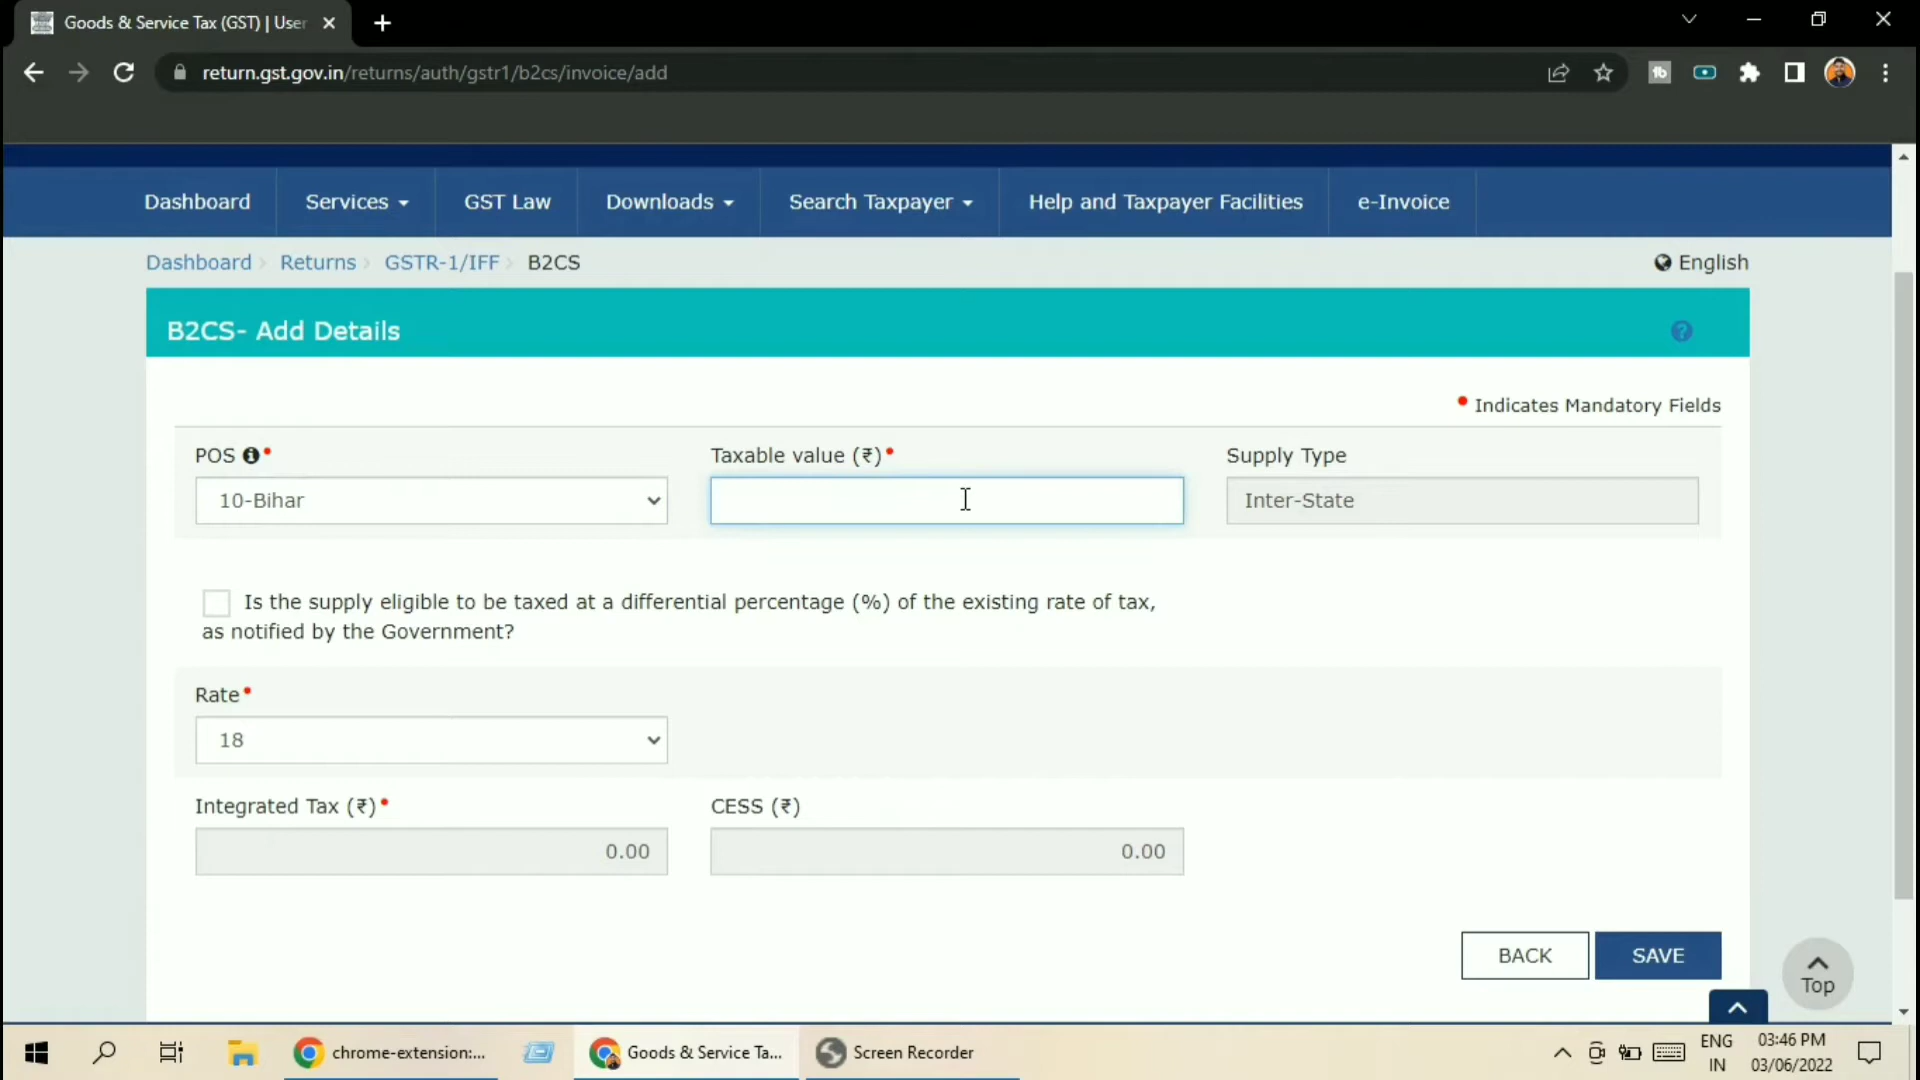 Goods & Service Tax (GST) | User
return.gst.gov.in/returns/auth/gstr1/b2cs/invoice/add
Dashboard Services GST Law Downloads Search Taxpayer Help and Taxpayer Facilities e-Invoice
Dashboard Returns GSTR-1/IFF B2CS English
B2CS- Add Details ?
Indicates Mandatory Fields
POS Taxable value (₹) Supply Type
10-Bihar Inter-State
Is the supply eligible to be taxed at a differential percentage (%) of the existing rate of tax,
as notified by the Government?
Rate
18
Integrated Tax (₹) CESS (₹)
0.00 0.00
BACK SAVE
Top
chrome-extension:... Goods & Service Ta... Screen Recorder ENG 03:46 PM
IN 03/06/2022